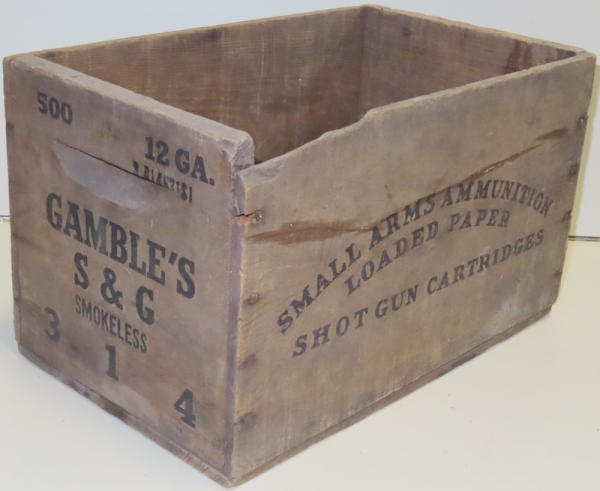 500
12 GA.
GAMBLE'S
S & G
SMOKELESS
3 1 4
SMALL ARMS AMMUNITION
LOADED PAPER
SHOT GUN CARTRIDGES